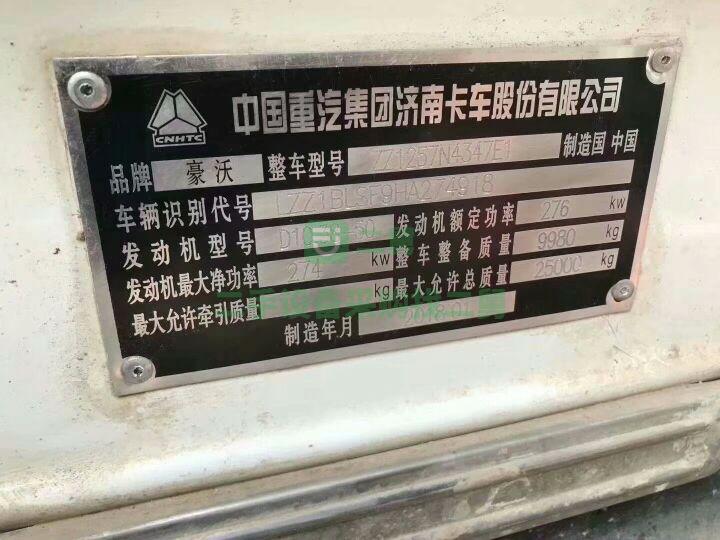 CNHTC
中国重汽集团济南卡车股份有限公司
品牌 豪沃 整车型号 ZZ1257N4347E1 制造国 中国
车辆识别代号 LZZ1BLSF9HA274918
发动机型号 发动机额定功率 276 kw
发动机最大净功率 274 kw 整车整备质量 9980 kg
最大允许牵引质量 kg 最大允许总质量 25000 kg
制造年月 2018.01